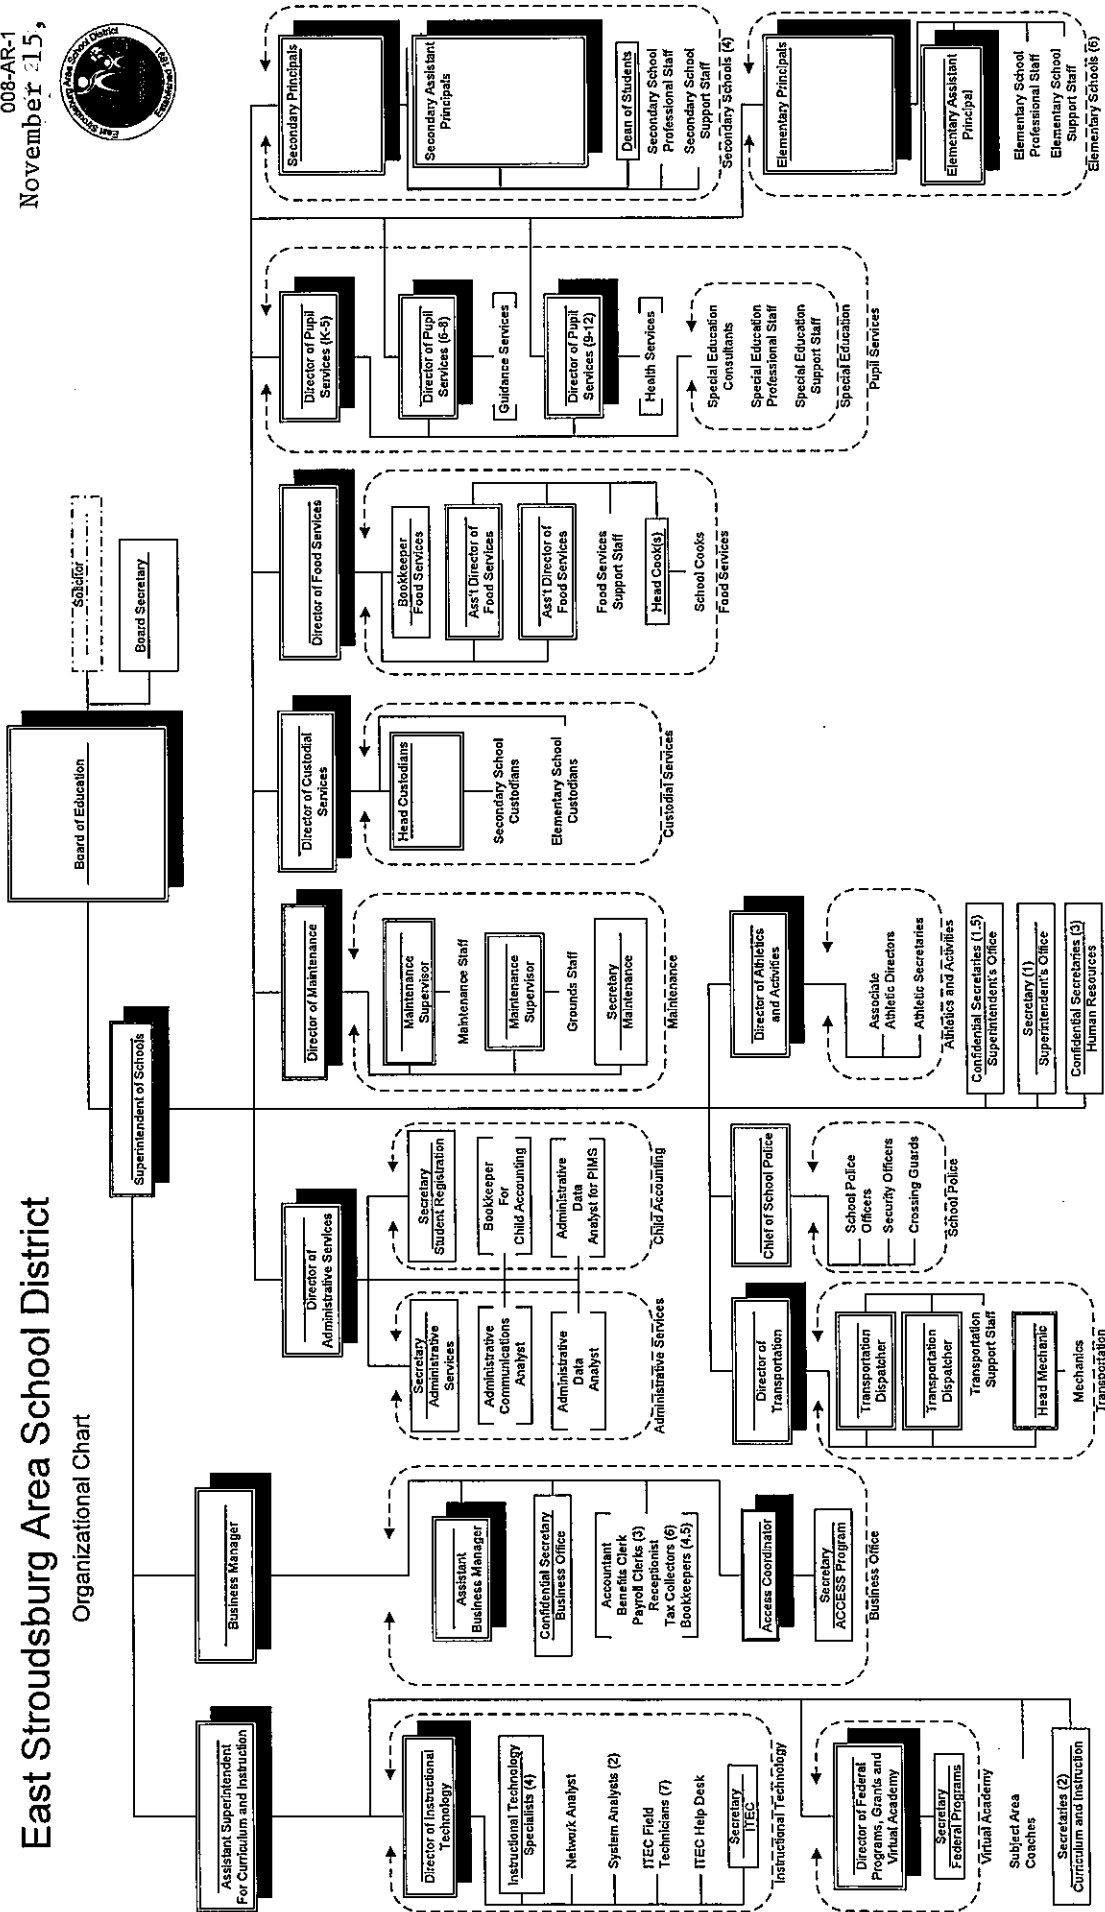 East Stroudsburg Area School District
Organizational Chart
008-AR-1
November 215,
East Stroudsburg Area School District
Established 1891
Board of Education
Solicitor
Board Secretary
Superintendent of Schools
Assistant Superintendent
For Curriculum and Instruction
Business Manager
Director of Instructional
Technology
Instructional Technology
Specialists (4)
Network Analyst
System Analysts (2)
ITEC Field
Technicians (7)
ITEC Help Desk
Secretary
ITEC
Instructional Technology
Director of Federal
Programs, Grants and
Virtual Academy
Secretary
Federal Programs
Virtual Academy
Subject Area
Coaches
Secretaries (2)
Curriculum and Instruction
Assistant
Business Manager
Confidential Secretary
Business Office
Accountant
Benefits Clerk
Payroll Clerks (3)
Receptionist
Tax Collectors (6)
Bookkeepers (4.5)
Access Coordinator
Secretary
ACCESS Program
Business Office
Director of
Administrative Services
Secretary
Administrative
Services
Administrative
Communications
Analyst
Administrative
Data
Analyst
Administrative Services
Secretary
Student Registration
Bookkeeper
For
Child Accounting
Administrative
Data
Analyst for PIMS
Child Accounting
Director of Maintenance
Maintenance
Supervisor
Maintenance Staff
Maintenance
Supervisor
Grounds Staff
Secretary
Maintenance
Maintenance
Director of Custodial
Services
Head Custodians
Secondary School
Custodians
Elementary School
Custodians
Custodial Services
Director of Food Services
Bookkeeper
Food Services
Ass't Director of
Food Services
Ass't Director of
Food Services
Food Services
Support Staff
Head Cook(s)
School Cooks
Food Services
Director of Pupil
Services (K-5)
Director of Pupil
Services (6-8)
Guidance Services
Director of Pupil
Services (9-12)
Health Services
Special Education
Consultants
Special Education
Professional Staff
Special Education
Support Staff
Special Education
Pupil Services
Secondary Principals
Secondary Assistant
Principals
Dean of Students
Secondary School
Professional Staff
Secondary School
Support Staff
Secondary Schools (4)
Director of
Transportation
Transportation
Dispatcher
Transportation
Dispatcher
Transportation
Support Staff
Head Mechanic
Mechanics
Transportation
Chief of School Police
School Police
Officers
Security Officers
Crossing Guards
School Police
Director of Athletics
and Activities
Associate
Athletic Directors
Athletic Secretaries
Athletics and Activities
Confidential Secretaries (1.5)
Superintendent's Office
Secretary (1)
Superintendent's Office
Confidential Secretaries (3)
Human Resources
Elementary Principals
Elementary Assistant
Principal
Elementary School
Professional Staff
Elementary School
Support Staff
Elementary Schools (6)